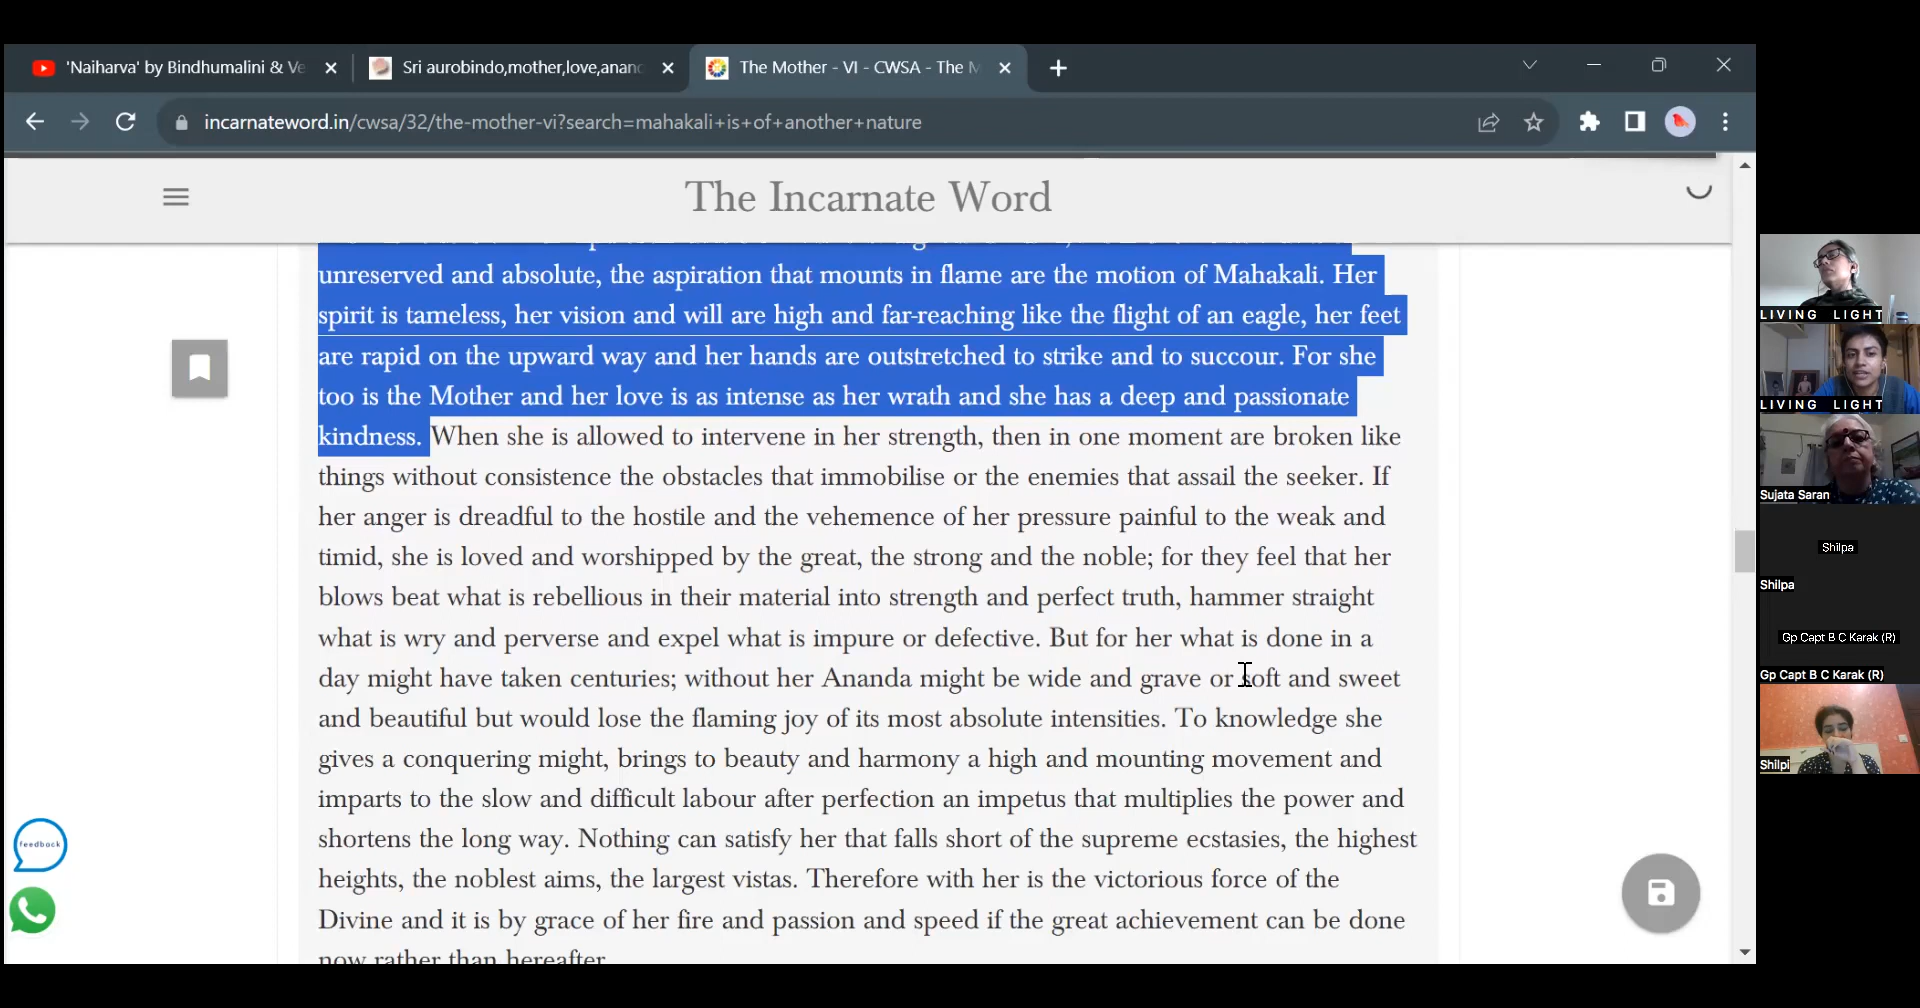 'Naiharva' by Bindhumalini & Ve
Sri aurobindo,mother,love,anand
The Mother - VI - CWSA - The M
incarnateword.in/cwsa/32/the-mother-vi?search=mahakali+is+of+another+nature
The Incarnate Word
unreserved and absolute, the aspiration that mounts in flame are the motion of Mahakali. Her
spirit is tameless, her vision and will are high and far-reaching like the flight of an eagle, her feet
are rapid on the upward way and her hands are outstretched to strike and to succour. For she
too is the Mother and her love is as intense as her wrath and she has a deep and passionate
kindness. When she is allowed to intervene in her strength, then in one moment are broken like
things without consistence the obstacles that immobilise or the enemies that assail the seeker. If
her anger is dreadful to the hostile and the vehemence of her pressure painful to the weak and
timid, she is loved and worshipped by the great, the strong and the noble; for they feel that her
blows beat what is rebellious in their material into strength and perfect truth, hammer straight
what is wry and perverse and expel what is impure or defective. But for her what is done in a
day might have taken centuries; without her Ananda might be wide and grave or soft and sweet
and beautiful but would lose the flaming joy of its most absolute intensities. To knowledge she
gives a conquering might, brings to beauty and harmony a high and mounting movement and
imparts to the slow and difficult labour after perfection an impetus that multiplies the power and
shortens the long way. Nothing can satisfy her that falls short of the supreme ecstasies, the highest
heights, the noblest aims, the largest vistas. Therefore with her is the victorious force of the
Divine and it is by grace of her fire and passion and speed if the great achievement can be done
now rather than hereafter.
feedback
LIVING LIGHT
LIVING LIGHT
Sujata Saran
Shilpa
Shilpa
Gp Capt B C Karak (R)
Gp Capt B C Karak (R)
Shilpi